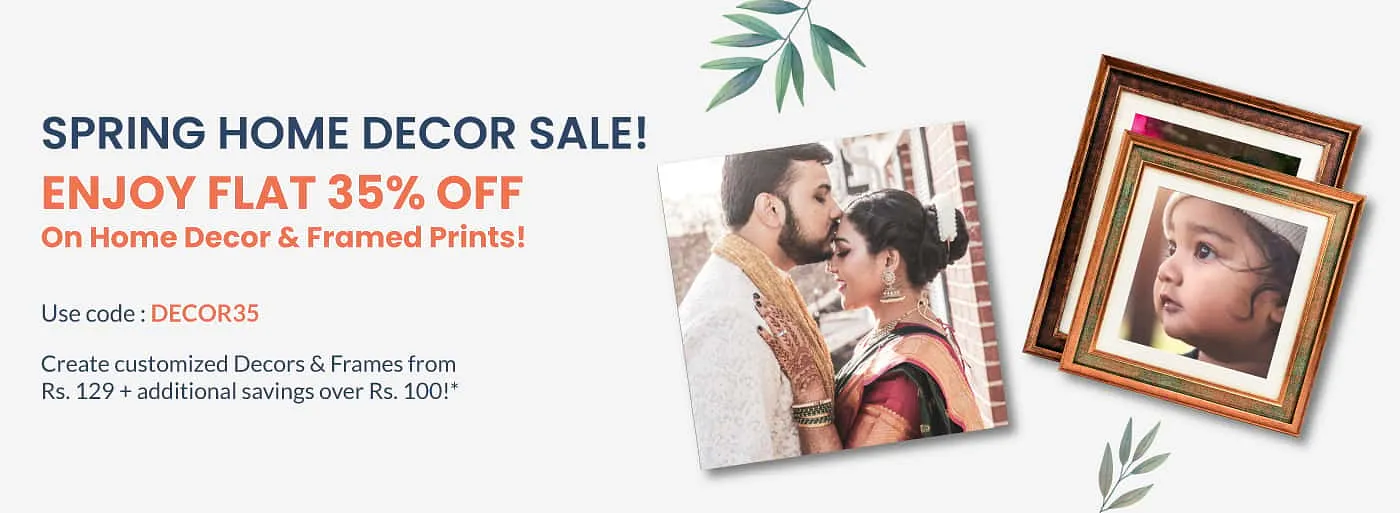 SPRING HOME DECOR SALE!
ENJOY FLAT 35% OFF
On Home Decor & Framed Prints!
Use code : DECOR35
Create customized Decors & Frames from
Rs. 129 + additional savings over Rs. 100!*